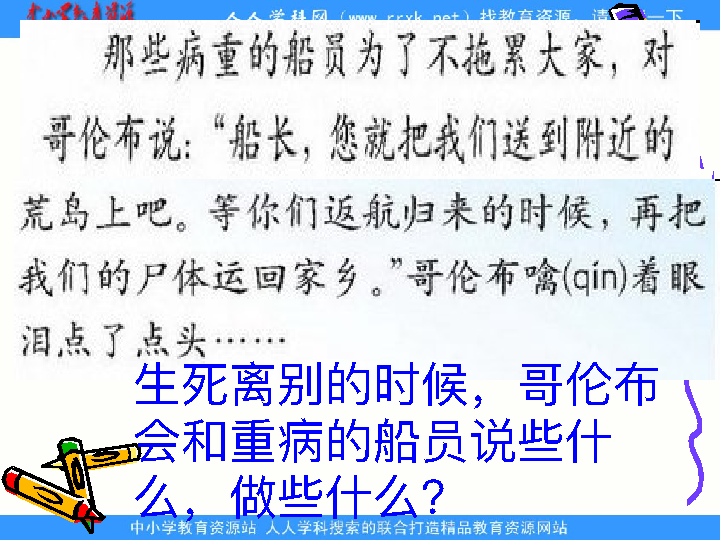 人人学科网（www.rrxk.net）找教育资源，请
一下
那些病重的船员为了不拖累大家，对
哥伦布说：“船长，您就把我们送到附近的
荒岛上吧。等你们返航归来的时候，再把
我们的尸体运回家乡。”哥伦布噙(qín)着眼
泪点了点头……
生死离别的时候，哥伦布
会和重病的船员说些什
么，做些什么？
中小学教育资源站 人人学科搜索的联合打造精品教育资源网站